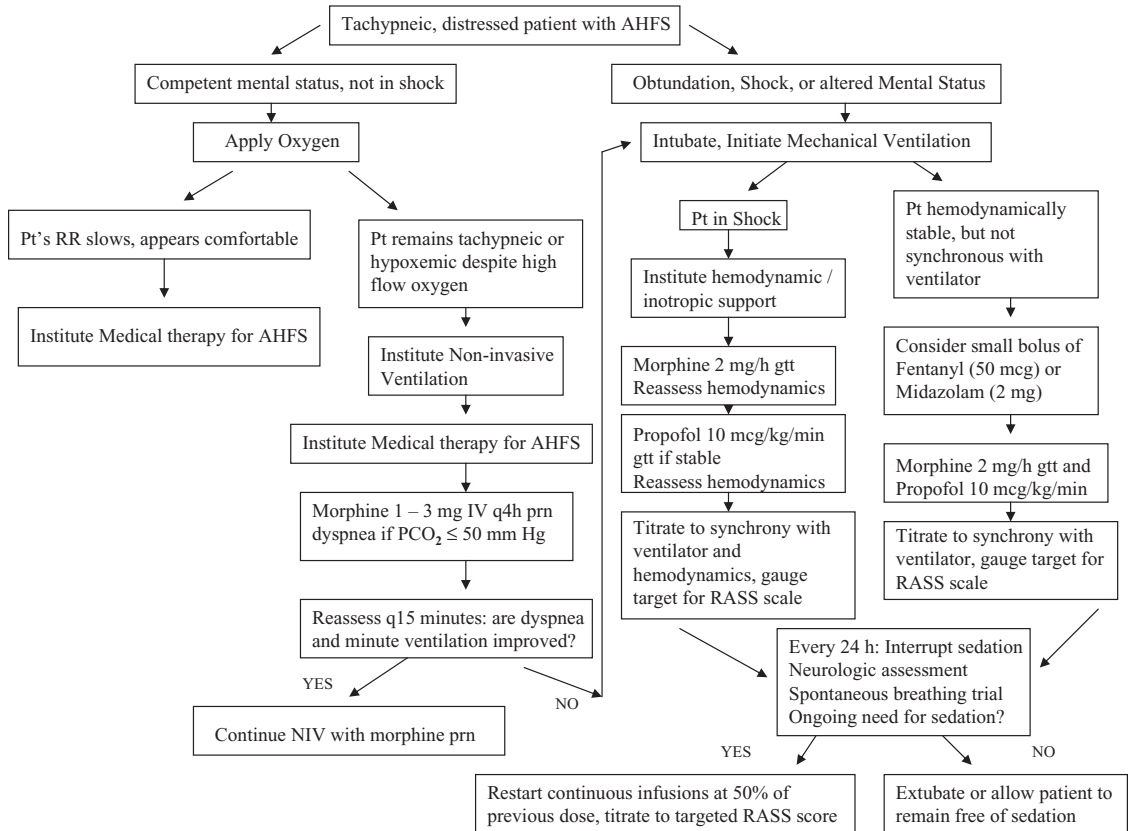 Tachypneic, distressed patient with AHFS
Competent mental status, not in shock
Apply Oxygen
Pt's RR slows, appears comfortable
Institute Medical therapy for AHFS
Pt remains tachypneic or
hypoxemic despite high
flow oxygen
Institute Non-invasive
Ventilation
Institute Medical therapy for AHFS
Morphine 1 – 3 mg IV q4h prn
dyspnea if PCO₂ ≤ 50 mm Hg
Reassess q15 minutes: are dyspnea
and minute ventilation improved?
YES
NO
Continue NIV with morphine prn
Obtundation, Shock, or altered Mental Status
Intubate, Initiate Mechanical Ventilation
Pt in Shock
Institute hemodynamic /
inotropic support
Morphine 2 mg/h gtt
Reassess hemodynamics
Propofol 10 mcg/kg/min
gtt if stable
Reassess hemodynamics
Titrate to synchrony with
ventilator and
hemodynamics, gauge
target for RASS scale
Pt hemodynamically
stable, but not
synchronous with
ventilator
Consider small bolus of
Fentanyl (50 mcg) or
Midazolam (2 mg)
Morphine 2 mg/h gtt and
Propofol 10 mcg/kg/min
Titrate to synchrony with
ventilator, gauge target for
RASS scale
Every 24 h: Interrupt sedation
Neurologic assessment
Spontaneous breathing trial
Ongoing need for sedation?
YES
NO
Restart continuous infusions at 50% of
previous dose, titrate to targeted RASS score
Extubate or allow patient to
remain free of sedation